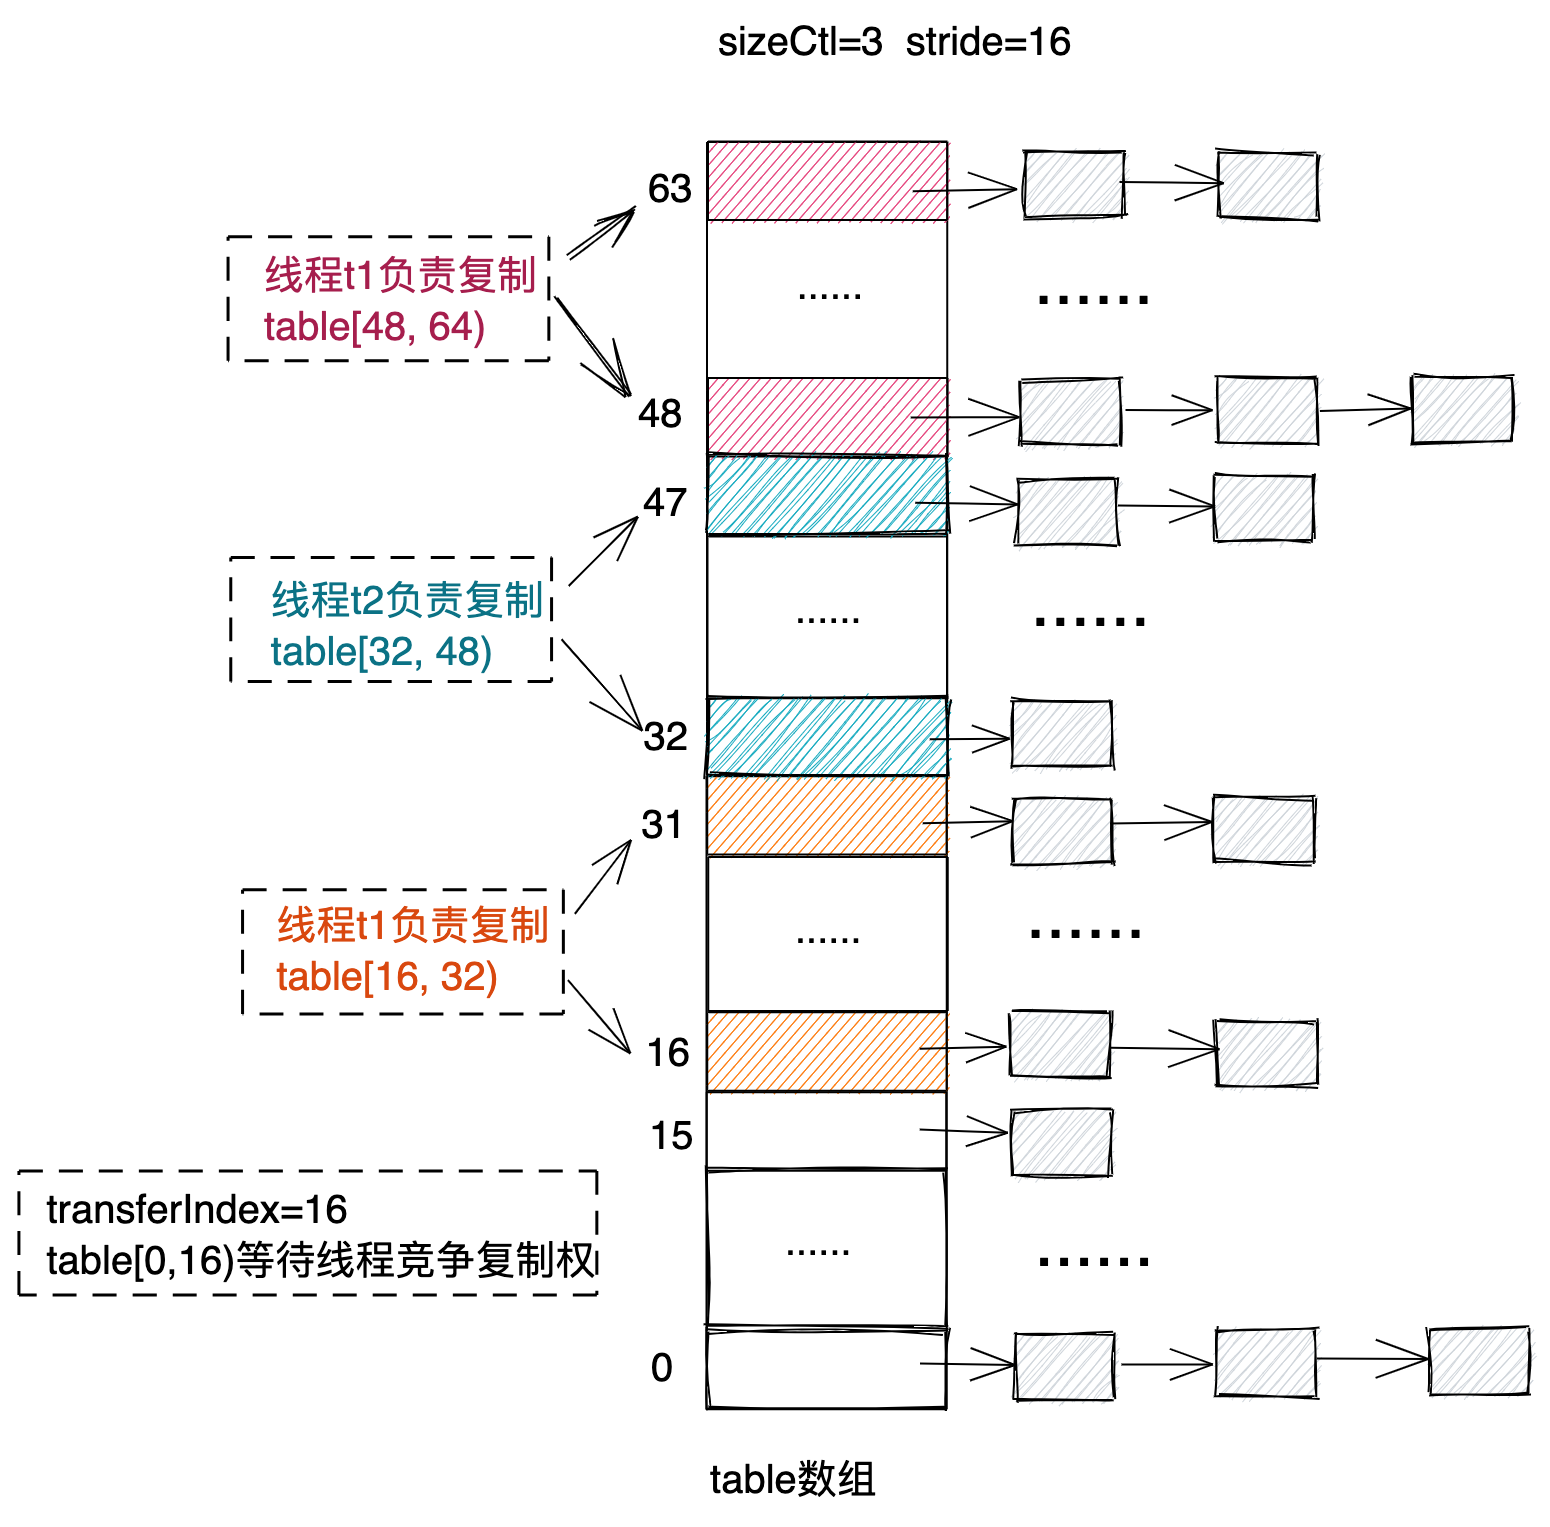 sizeCtl=3 stride=16
63
线程t1负责复制
table[48, 64)
......
......
48
47
线程t2负责复制
table[32, 48)
......
......
32
31
线程t1负责复制
table[16, 32)
......
......
16
15
transferIndex=16
table[0,16)等待线程竞争复制权
......
......
0
table数组